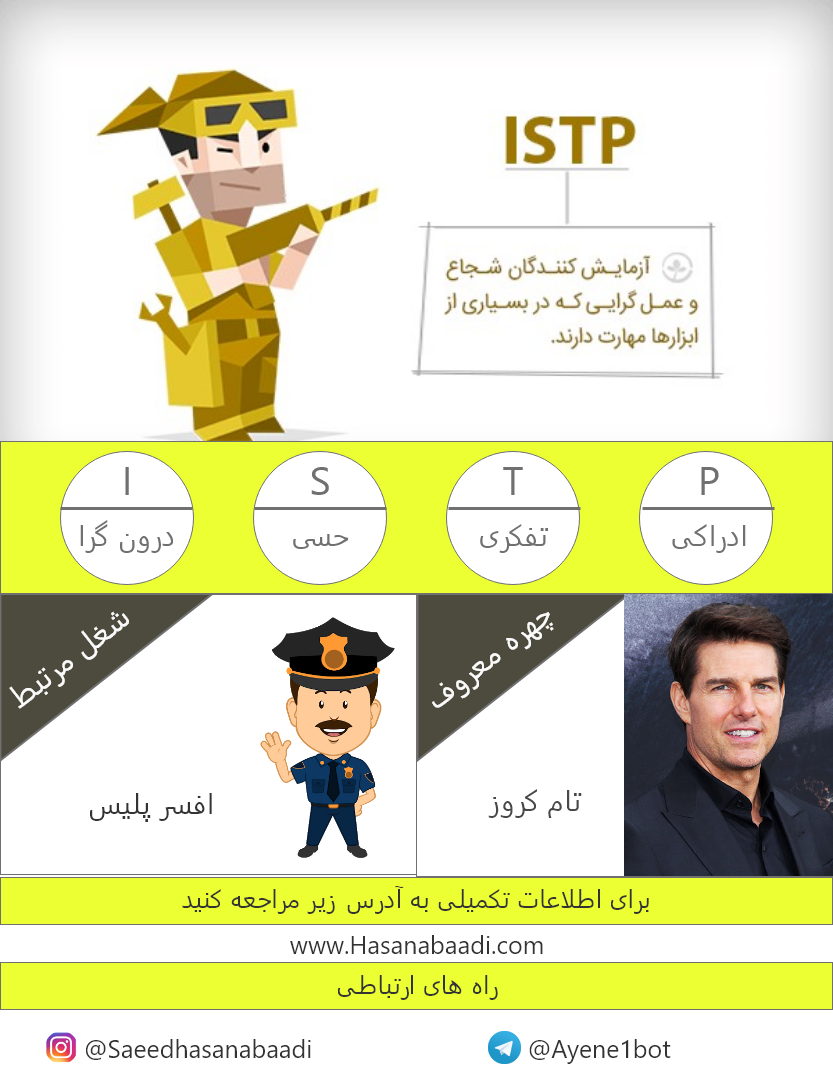 ISTP
آزمایش کنندگان شجاع
و عمل گرایی که در بسیاری از
ابزارها مهارت دارند.
I
درون گرا
S
حسی
T
تفکری
P
ادراکی
شغل مرتبط
افسر پلیس
چهره معروف
تام کروز
برای اطلاعات تکمیلی به آدرس زیر مراجعه کنید
www.Hasanabaadi.com
راه های ارتباطی
@Saeedhasanabaadi
@Ayene1bot